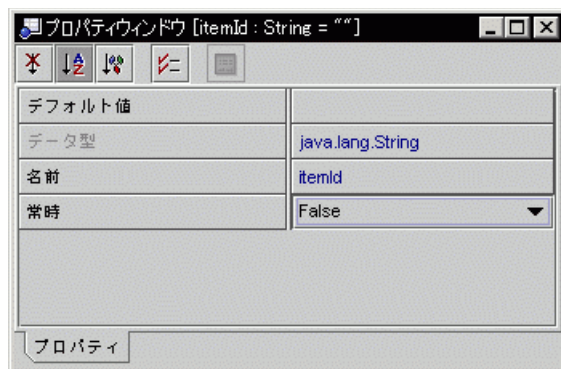 プロパティウィンドウ [itemId : String = ""]
デフォルト値
データ型 java.lang.String
名前 itemId
常時 False
プロパティ